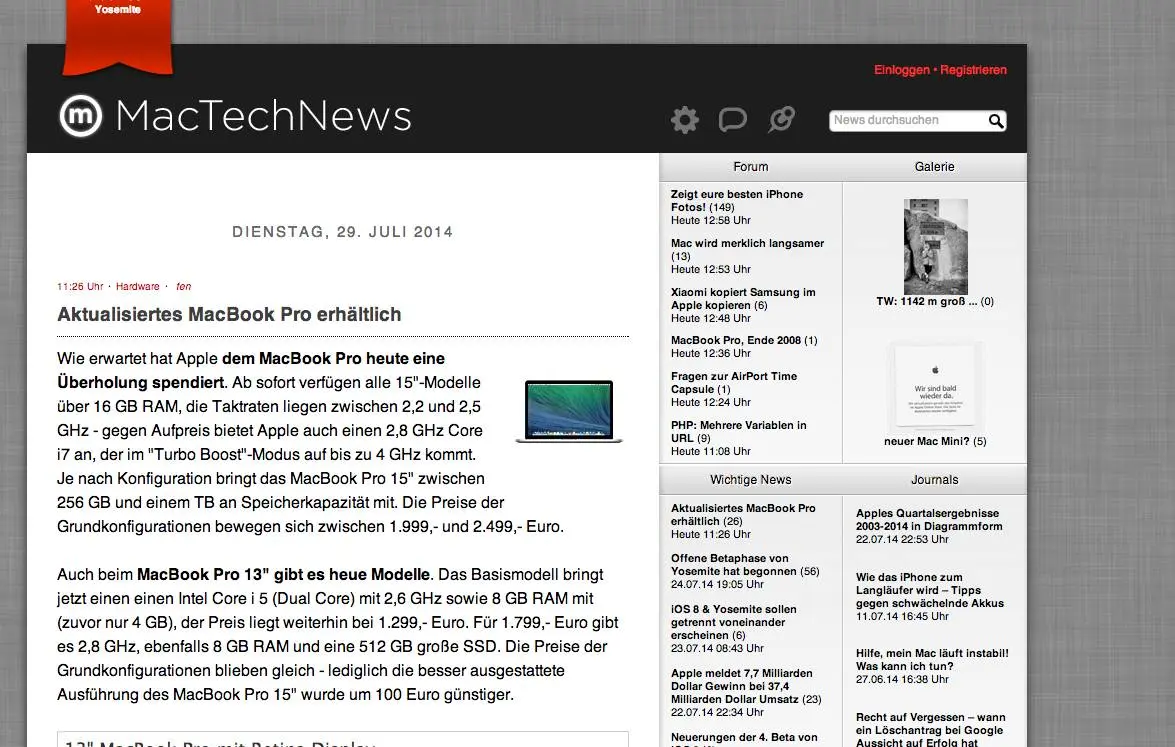 Yosemite
Einloggen • Registrieren
m MacTechNews
News durchsuchen
DIENSTAG, 29. JULI 2014
11:26 Uhr · Hardware · fen
Aktualisiertes MacBook Pro erhältlich
Wie erwartet hat Apple dem MacBook Pro heute eine
Überholung spendiert. Ab sofort verfügen alle 15"-Modelle
über 16 GB RAM, die Taktraten liegen zwischen 2,2 und 2,5
GHz - gegen Aufpreis bietet Apple auch einen 2,8 GHz Core
i7 an, der im "Turbo Boost"-Modus auf bis zu 4 GHz kommt.
Je nach Konfiguration bringt das MacBook Pro 15" zwischen
256 GB und einem TB an Speicherkapazität mit. Die Preise der
Grundkonfigurationen bewegen sich zwischen 1.999,- und 2.499,- Euro.
Auch beim MacBook Pro 13" gibt es heue Modelle. Das Basismodell bringt
jetzt einen einen Intel Core i 5 (Dual Core) mit 2,6 GHz sowie 8 GB RAM mit
(zuvor nur 4 GB), der Preis liegt weiterhin bei 1.299,- Euro. Für 1.799,- Euro gibt
es 2,8 GHz, ebenfalls 8 GB RAM und eine 512 GB große SSD. Die Preise der
Grundkonfigurationen blieben gleich - lediglich die besser ausgestattete
Ausführung des MacBook Pro 15" wurde um 100 Euro günstiger.
13" MacBook Pro mit Retina Display
Forum
Zeigt eure besten iPhone
Fotos! (149)
Heute 12:58 Uhr
Mac wird merklich langsamer
(13)
Heute 12:53 Uhr
Xiaomi kopiert Samsung im
Apple kopieren (6)
Heute 12:48 Uhr
MacBook Pro, Ende 2008 (1)
Heute 12:36 Uhr
Fragen zur AirPort Time
Capsule (1)
Heute 12:24 Uhr
PHP: Mehrere Variablen in
URL (9)
Heute 11:08 Uhr
Galerie
TW: 1142 m groß ... (0)
Wir sind bald
wieder da.
neuer Mac Mini? (5)
Wichtige News
Aktualisiertes MacBook Pro
erhältlich (26)
Heute 11:26 Uhr
Offene Betaphase von
Yosemite hat begonnen (56)
24.07.14 19:05 Uhr
iOS 8 & Yosemite sollen
getrennt voneinander
erscheinen (6)
23.07.14 08:43 Uhr
Apple meldet 7,7 Milliarden
Dollar Gewinn bei 37,4
Milliarden Dollar Umsatz (23)
22.07.14 22:34 Uhr
Neuerungen der 4. Beta von
Journals
Apples Quartalsergebnisse
2003-2014 in Diagrammform
22.07.14 22:53 Uhr
Wie das iPhone zum
Langläufer wird – Tipps
gegen schwächelnde Akkus
11.07.14 16:45 Uhr
Hilfe, mein Mac läuft instabil!
Was kann ich tun?
27.06.14 16:38 Uhr
Recht auf Vergessen – wann
ein Löschantrag bei Google
Aussicht auf Erfolg hat